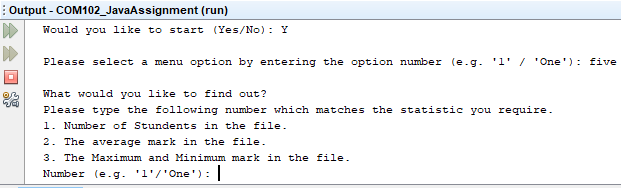 Output - COM102_JavaAssignment (run)
Would you like to start (Yes/No): Y
Please select a menu option by entering the option number (e.g. '1' / 'One'): five
What would you like to find out?
Please type the following number which matches the statistic you require.
1. Number of Stundents in the file.
2. The average mark in the file.
3. The Maximum and Minimum mark in the file.
Number (e.g. '1'/'One'):